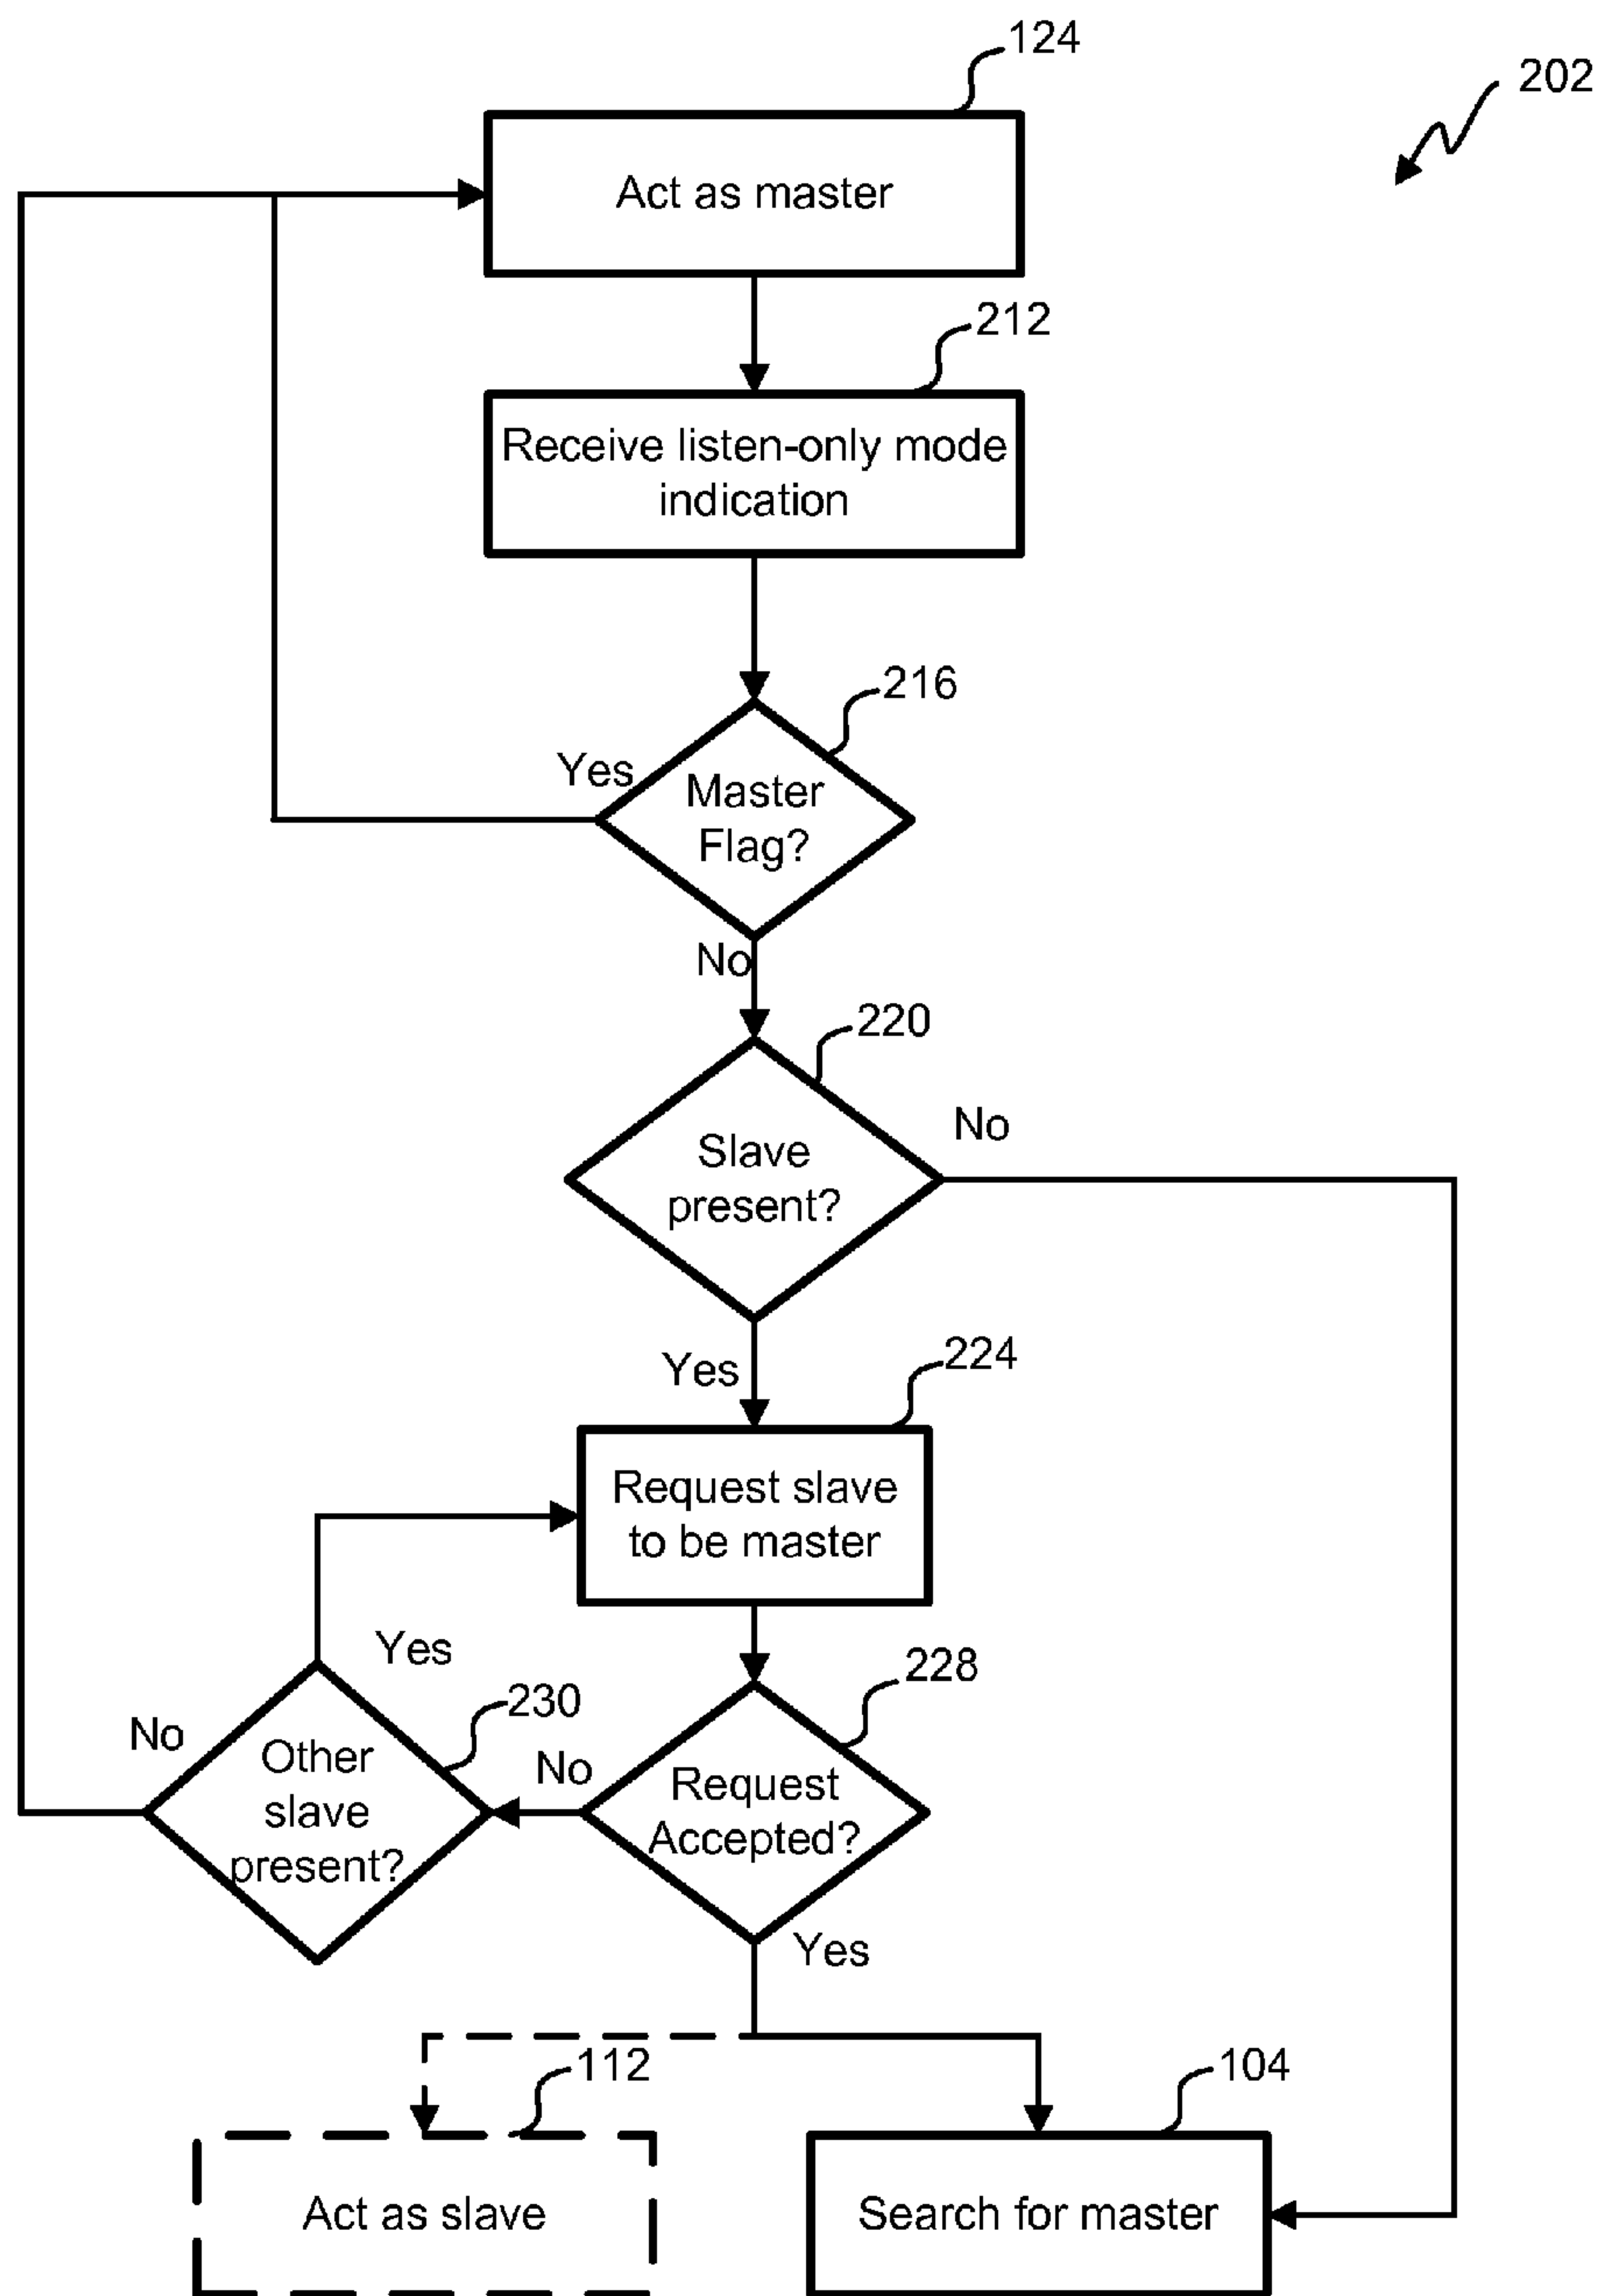 124
202
Act as master
212
Receive listen-only mode
indication
216
Yes
Master
Flag?
No
220
No
Slave
present?
Yes
224
Request slave
to be master
Yes
228
230
No
Other
slave
present?
No
Request
Accepted?
Yes
112
104
Act as slave
Search for master